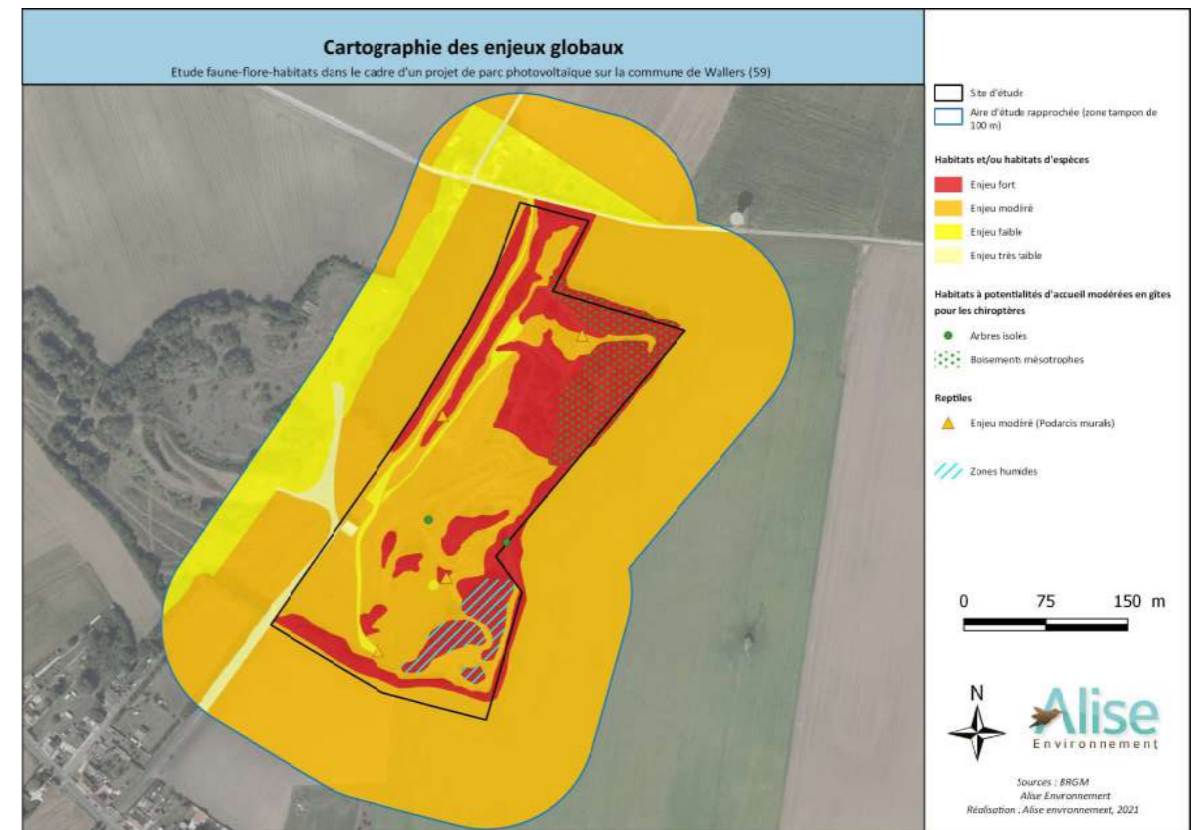 Cartographie des enjeux globaux
Etude faune-flore-habitats dans le cadre d'un projet de parc photovoltaïque sur la commune de Wallers (59)
Site d'étude
Aire d'étude rapprochée (zone tampon de
100 m)
Habitats et/ou habitats d'espèces
Enjeu fort
Enjeu modéré
Enjeu faible
Enjeu très faible
Habitats à potentialités d'accueil modérées en gîtes
pour les chiroptères
Arbres isolés
Boisements mésotrophes
Reptiles
Enjeu modéré (Podarcis muralis)
Zones humides
0 75 150 m
N
Alise
Environnement
Sources : BRGM
Alise Environnement
Réalisation : Alise environnement, 2021